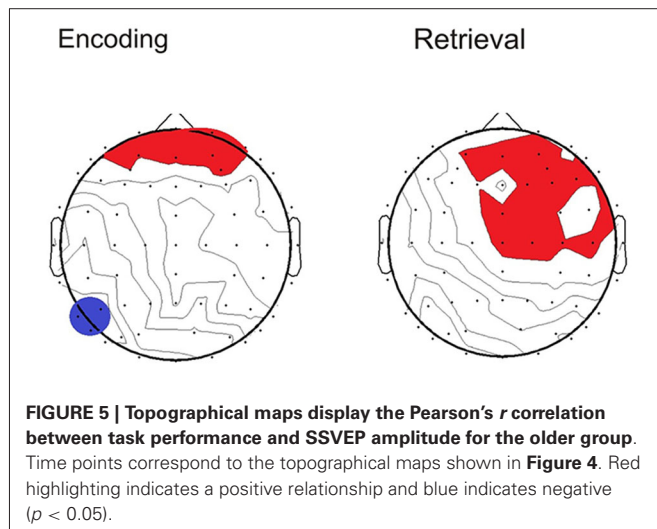 Encoding Retrieval
FIGURE 5 | Topographical maps display the Pearson's r correlation
between task performance and SSVEP amplitude for the older group.
Time points correspond to the topographical maps shown in Figure 4. Red
highlighting indicates a positive relationship and blue indicates negative
(p < 0.05).